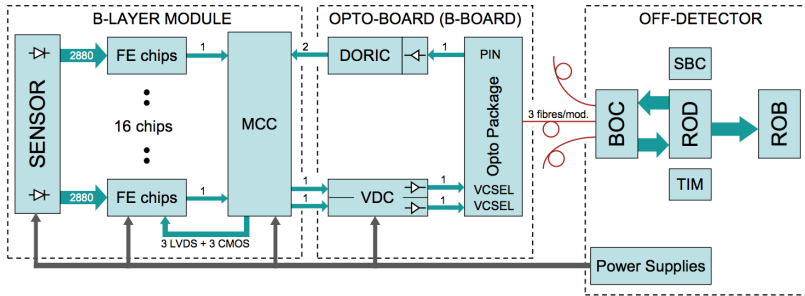 B-LAYER MODULE
OPTO-BOARD (B-BOARD)
OFF-DETECTOR
SENSOR
2880
FE chips
1
16 chips
2880
FE chips
1
3 LVDS + 3 CMOS
MCC
2
DORIC
1
PIN
Opto Package
1
1
VDC
1
1
VCSEL
VCSEL
3 fibres/mod.
BOC
SBC
ROD
TIM
ROB
Power Supplies